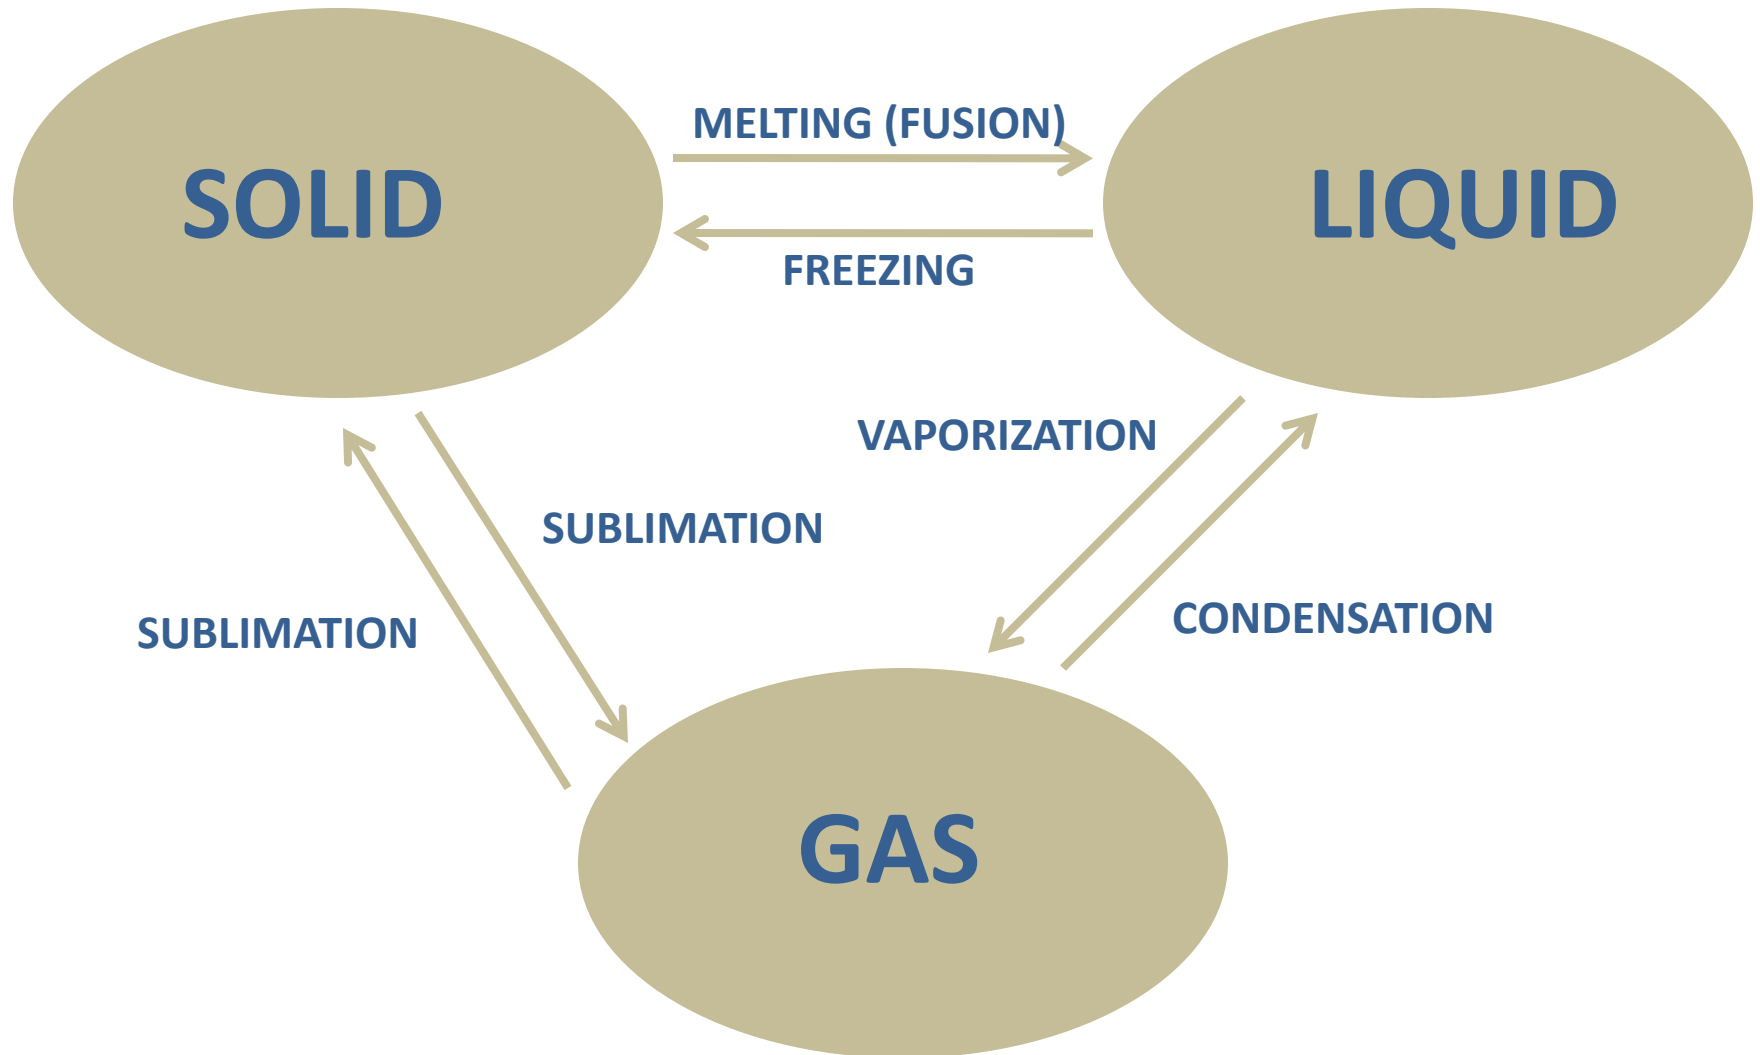 MELTING (FUSION)
SOLID
LIQUID
FREEZING
VAPORIZATION
SUBLIMATION
CONDENSATION
SUBLIMATION
GAS